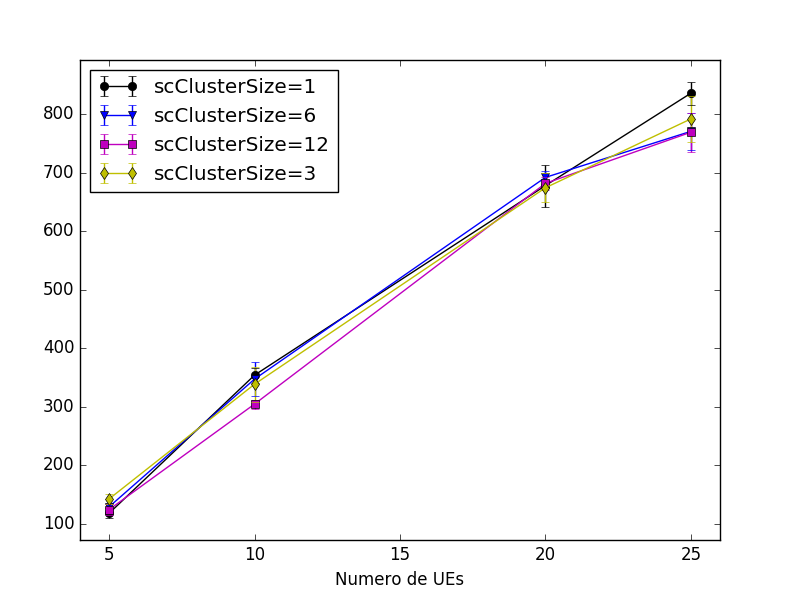 scClusterSize=1
scClusterSize=6
scClusterSize=12
scClusterSize=3
800
700
600
500
400
300
200
100
5 10 15 20 25
Numero de UEs